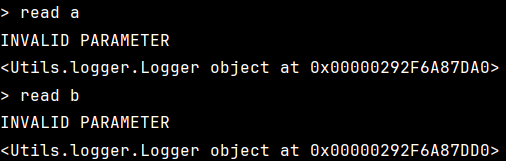 > read a
INVALID PARAMETER
<Utils.logger.Logger object at 0x00000292F6A87DA0>
> read b
INVALID PARAMETER
<Utils.logger.Logger object at 0x00000292F6A87DD0>